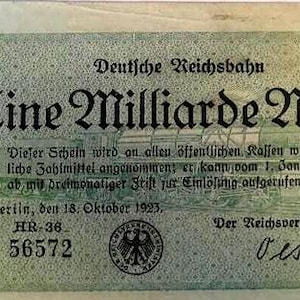 Deutsche Reichsbahn
ine Milliarde M
Dieser Schein wird an allen öffentlichen Kassen w
liche Zahlmittel angenommen; er kann vom 1. Jan
ab mit dreimonatiger Frist zur Einlösung aufgerufen
erlin, den 18. Oktober 1923.
Der Reichsver
HR-36
56572
Oes